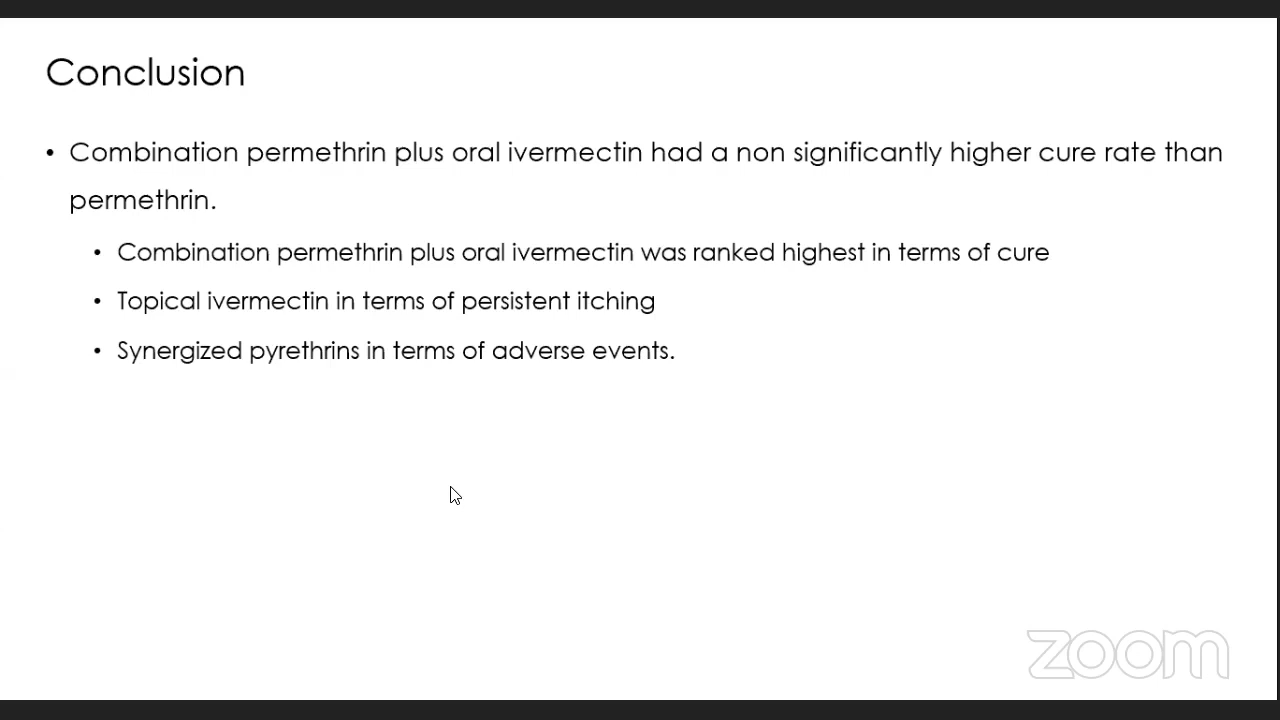 Conclusion
• Combination permethrin plus oral ivermectin had a non significantly higher cure rate than
permethrin.
• Combination permethrin plus oral ivermectin was ranked highest in terms of cure
• Topical ivermectin in terms of persistent itching
• Synergized pyrethrins in terms of adverse events.
zoom